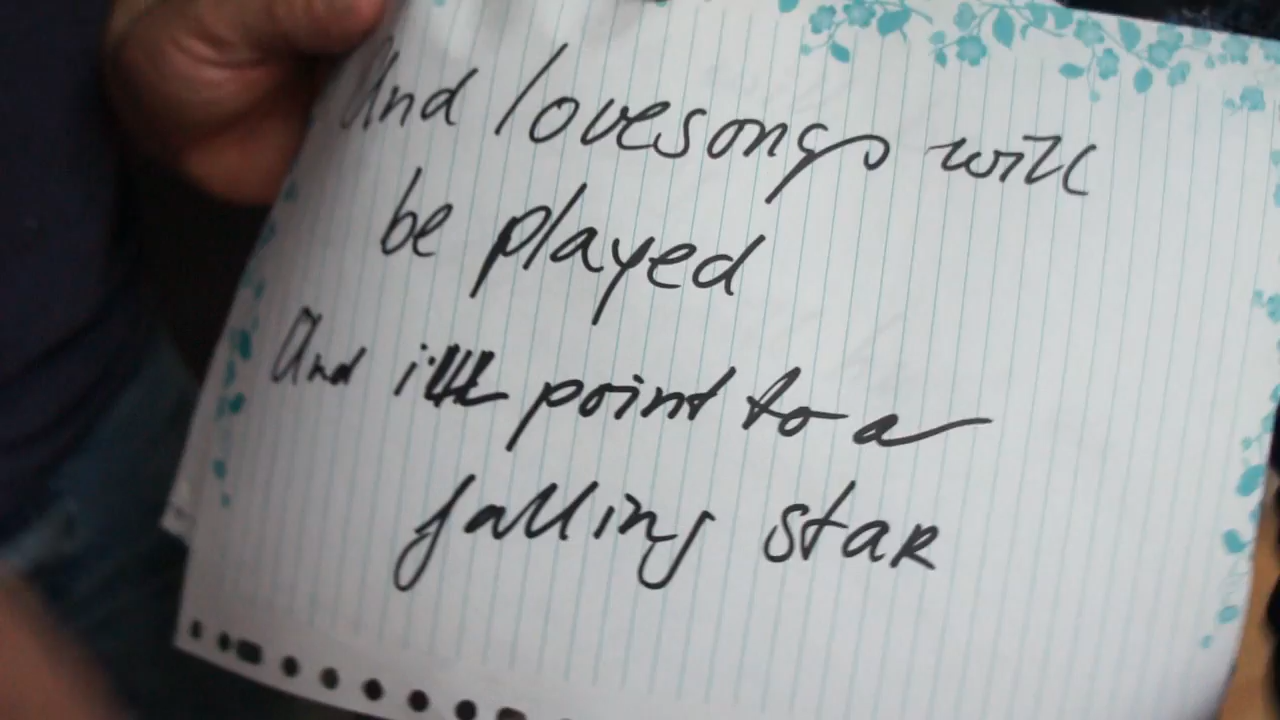 And lovesongs will
be played
And i'll point to a
falling star